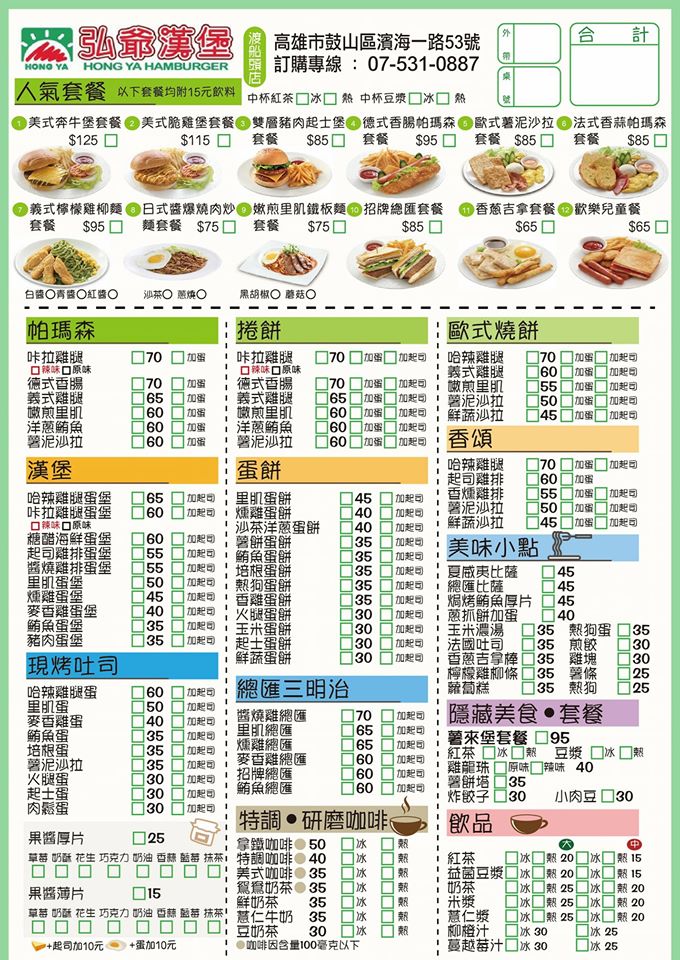 弘爺漢堡
HONG YA
HONG YA HAMBURGER
渡船頭店
高雄市鼓山區濱海一路53號
訂購專線 : 07-531-0887
外帶
桌號
合計
人氣套餐 以下套餐均附15元飲料 中杯紅茶 冰 熱 中杯豆漿 冰 熱
1 美式奔牛堡套餐 $125
2 美式脆雞堡套餐 $115
3 雙層豬肉起士堡套餐 $85
4 德式香腸帕瑪森套餐 $95
5 歐式薯泥沙拉套餐 $85
6 法式香蒜帕瑪森套餐 $85
7 義式檸檬雞柳麵套餐 $95
8 日式醬爆燒肉炒麵套餐 $75
9 嫩煎里肌鐵板麵套餐 $75
10 招牌總匯套餐 $85
11 香蔥吉拿套餐 $65
12 歡樂兒童餐 $65
白醬 青醬 紅醬
沙茶 蔥燒
黑胡椒 蘑菇
帕瑪森
咔拉雞腿 70 加蛋
辣味 原味
德式香腸 70 加蛋
義式雞腿 65 加蛋
嫩煎里肌 60 加蛋
洋蔥鮪魚 60 加蛋
薯泥沙拉 60 加蛋
漢堡
哈辣雞腿蛋堡 65 加起司
咔拉雞腿蛋堡 60 加起司
辣味 原味
糖醋海鮮蛋堡 60 加起司
起司雞排蛋堡 55 加起司
醬燒雞排蛋堡 55 加起司
里肌蛋堡 50 加起司
燻雞蛋堡 45 加起司
麥香雞蛋堡 40 加起司
鮪魚蛋堡 35 加起司
豬肉蛋堡 35 加起司
現烤吐司
哈辣雞腿蛋 60 加起司
里肌蛋 50 加起司
麥香雞蛋 40 加起司
鮪魚蛋 35 加起司
培根蛋 35 加起司
薯泥沙拉 35 加起司
火腿蛋 30 加起司
起士蛋 30 加起司
肉鬆蛋 30 加起司
果醬厚片 25
草莓 奶酥 花生 巧克力 奶油 香蒜 藍莓 抹茶
果醬薄片 15
草莓 奶酥 花生 巧克力 奶油 香蒜 藍莓 抹茶
+起司加10元 +蛋加10元
捲餅
咔拉雞腿 70 加蛋 加起司
辣味 原味
德式香腸 70 加蛋 加起司
義式雞腿 65 加蛋 加起司
嫩煎里肌 60 加蛋 加起司
洋蔥鮪魚 60 加蛋 加起司
薯泥沙拉 60 加蛋 加起司
蛋餅
里肌蛋餅 45 加起司
燻雞蛋餅 40 加起司
沙茶洋蔥蛋餅 40 加起司
薯餅蛋餅 35 加起司
鮪魚蛋餅 35 加起司
培根蛋餅 35 加起司
熱狗蛋餅 35 加起司
香雞蛋餅 35 加起司
火腿蛋餅 30 加起司
玉米蛋餅 30 加起司
起士蛋餅 30 加起司
鮮蔬蛋餅 30 加起司
總匯三明治
醬燒雞總匯 70 加起司
里肌總匯 65 加起司
燻雞總匯 65 加起司
麥香雞總匯 60 加起司
招牌總匯 60 加起司
鮪魚總匯 60 加起司
特調●研磨咖啡
拿鐵咖啡 50 冰 熱
特調咖啡 40 冰 熱
美式咖啡 35 冰 熱
鴛鴦奶茶 35 冰 熱
鮮奶茶 35 冰 熱
薏仁牛奶 35 冰 熱
豆奶茶 30 冰 熱
●咖啡因含量100毫克以下
歐式燒餅
哈辣雞腿 70 加蛋 加起司
義式雞腿 60 加蛋 加起司
嫩煎里肌 55 加蛋 加起司
薯泥沙拉 50 加蛋 加起司
鮮蔬沙拉 45 加蛋 加起司
香頌
哈辣雞腿 70 加蛋 加起司
起司雞排 60 加蛋
香燻雞排 55 加蛋 加起司
薯泥沙拉 50 加蛋 加起司
鮮蔬沙拉 45 加蛋 加起司
美味小點
夏威夷比薩 45
總匯比薩 45
焗烤鮪魚厚片 45
蔥抓餅加蛋 40
玉米濃湯 35 熱狗蛋 35
法國吐司 35 煎餃 30
香蔥吉拿棒 35 雞塊 30
檸檬雞柳條 35 薯條 25
蘿蔔糕 35 熱狗 25
隱藏美食●套餐
薯來堡套餐 95
紅茶 冰 熱 豆漿 冰 熱
雞龍珠 原味 辣味 40
薯餅塔 35
炸餃子 30 小肉豆 30
飲品
大 中
紅茶 冰 熱 20 冰 熱 15
益菌豆漿 冰 熱 20 冰 熱 15
奶茶 冰 熱 25 冰 熱 20
米漿 冰 熱 25 冰 熱 20
薏仁漿 冰 熱 25 冰 熱 20
柳橙汁 冰 30 冰 25
蔓越莓汁 冰 30 冰 25